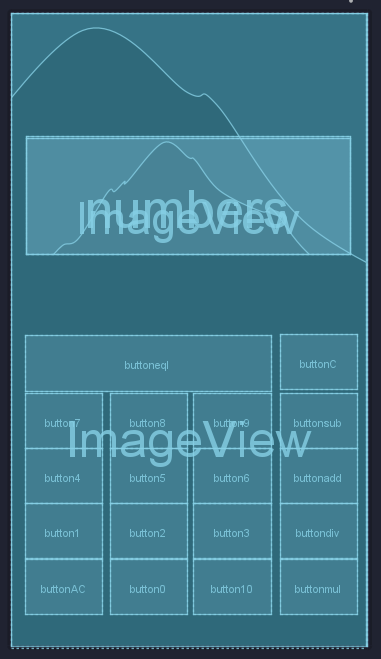 numbers
ImageView
buttoneql
buttonC
button7
button8
button9
buttonsub
ImageView
button4
button5
button6
buttonadd
button1
button2
button3
buttondiv
buttonAC
button0
button10
buttonmul